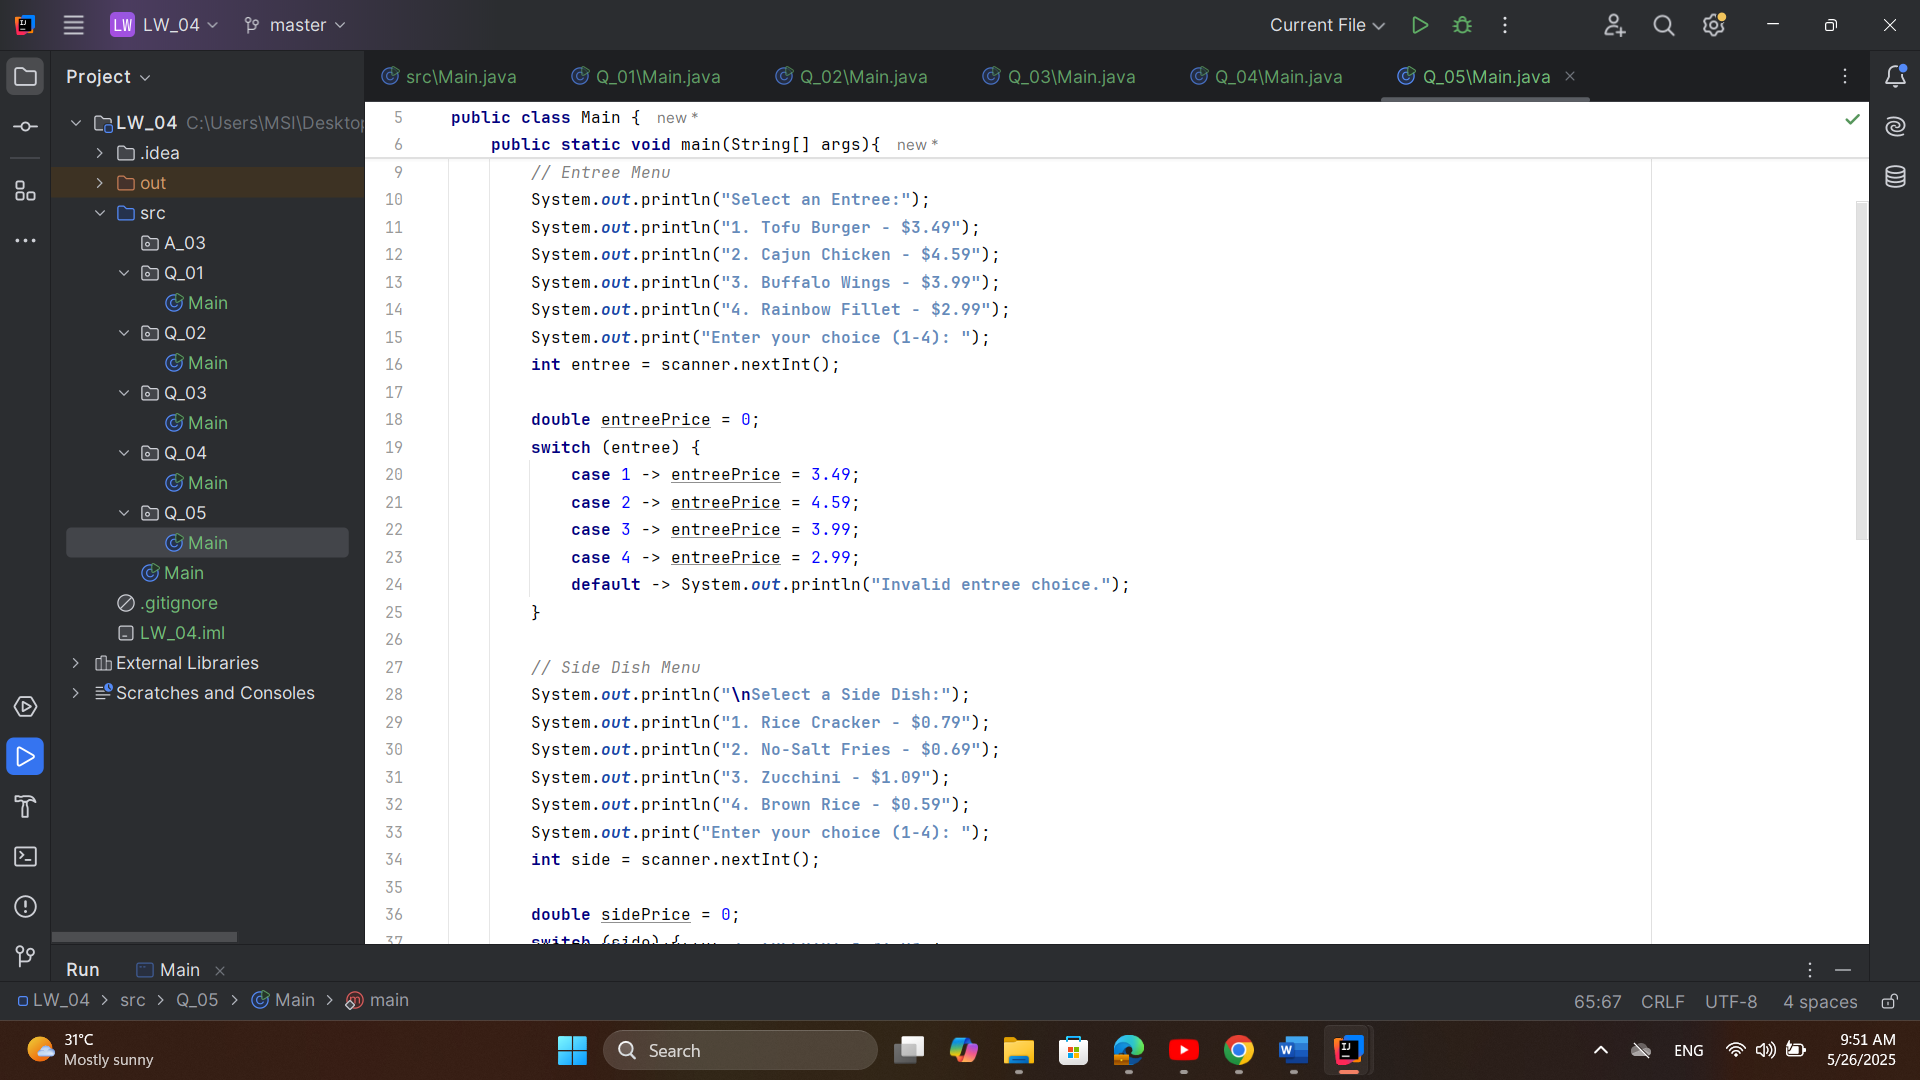 LW LW_04 master Current File
Project
src\Main.java Q_01\Main.java Q_02\Main.java Q_03\Main.java Q_04\Main.java Q_05\Main.java
LW_04 C:\Users\MSI\Desktop
.idea
out
src
A_03
Q_01
Main
Q_02
Main
Q_03
Main
Q_04
Main
Q_05
Main
Main
.gitignore
LW_04.iml
External Libraries
Scratches and Consoles
5 public class Main { new *
6 public static void main(String[] args){ new *
9 // Entree Menu
10 System.out.println("Select an Entree:");
11 System.out.println("1. Tofu Burger - $3.49");
12 System.out.println("2. Cajun Chicken - $4.59");
13 System.out.println("3. Buffalo Wings - $3.99");
14 System.out.println("4. Rainbow Fillet - $2.99");
15 System.out.print("Enter your choice (1-4): ");
16 int entree = scanner.nextInt();
17
18 double entreePrice = 0;
19 switch (entree) {
20 case 1 -> entreePrice = 3.49;
21 case 2 -> entreePrice = 4.59;
22 case 3 -> entreePrice = 3.99;
23 case 4 -> entreePrice = 2.99;
24 default -> System.out.println("Invalid entree choice.");
25 }
26
27 // Side Dish Menu
28 System.out.println("\nSelect a Side Dish:");
29 System.out.println("1. Rice Cracker - $0.79");
30 System.out.println("2. No-Salt Fries - $0.69");
31 System.out.println("3. Zucchini - $1.09");
32 System.out.println("4. Brown Rice - $0.59");
33 System.out.print("Enter your choice (1-4): ");
34 int side = scanner.nextInt();
35
36 double sidePrice = 0;
37 switch (side) {
Run Main
LW_04 > src > Q_05 > Main > main 65:67 CRLF UTF-8 4 spaces
31°C
Mostly sunny
Search
ENG
9:51 AM
5/26/2025